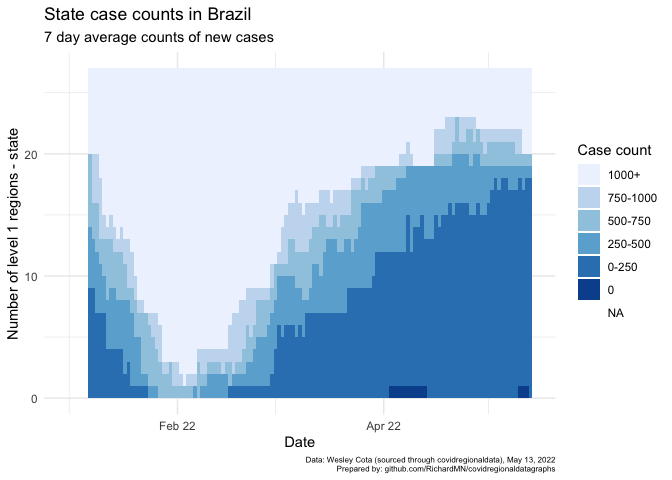 State case counts in Brazil
7 day average counts of new cases
Number of level 1 regions - state
20
10
0
Feb 22
Apr 22
Date
Case count
1000+
750-1000
500-750
250-500
0-250
0
NA
Data: Wesley Cota (sourced through covidregionaldata), May 13, 2022
Prepared by: github.com/RichardMN/covidregionaldatagraphs